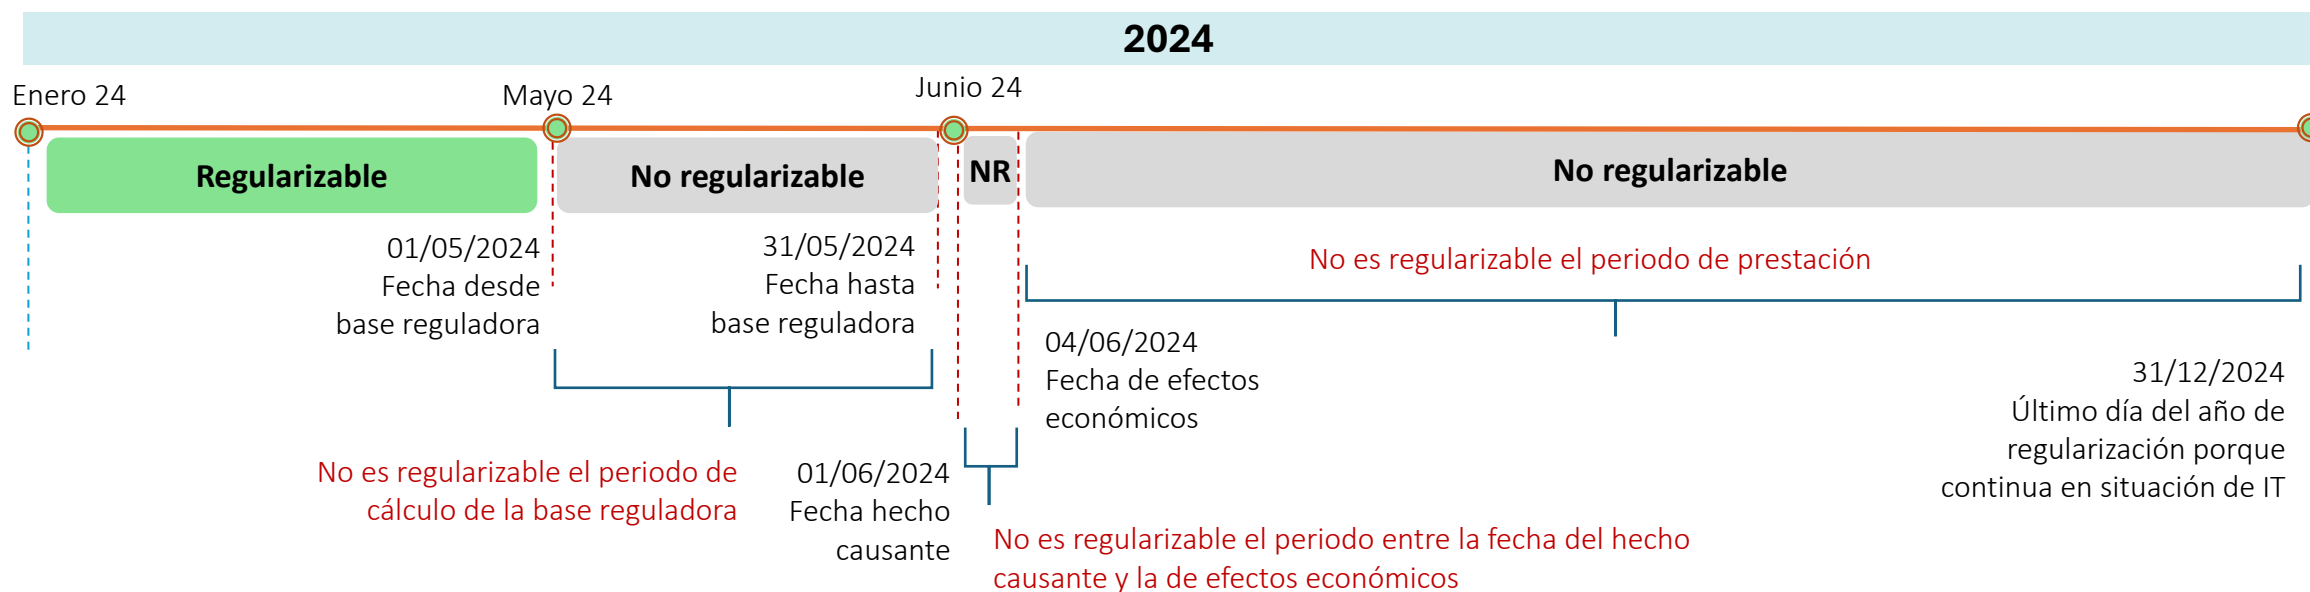 2024
Enero 24
Mayo 24
Junio 24
Regularizable
No regularizable
NR
No regularizable
01/05/2024
Fecha desde
base reguladora
31/05/2024
Fecha hasta
base reguladora
No es regularizable el periodo de prestación
04/06/2024
Fecha de efectos
económicos
31/12/2024
Último día del año de
regularización porque
continua en situación de IT
No es regularizable el periodo de
cálculo de la base reguladora
01/06/2024
Fecha hecho
causante
No es regularizable el periodo entre la fecha del hecho
causante y la de efectos económicos